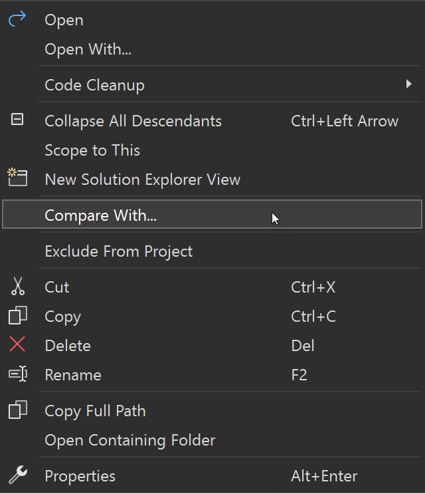 Open
Open With...
Code Cleanup
Collapse All Descendants Ctrl+Left Arrow
Scope to This
New Solution Explorer View
Compare With...
Exclude From Project
Cut Ctrl+X
Copy Ctrl+C
Delete Del
Rename F2
Copy Full Path
Open Containing Folder
Properties Alt+Enter